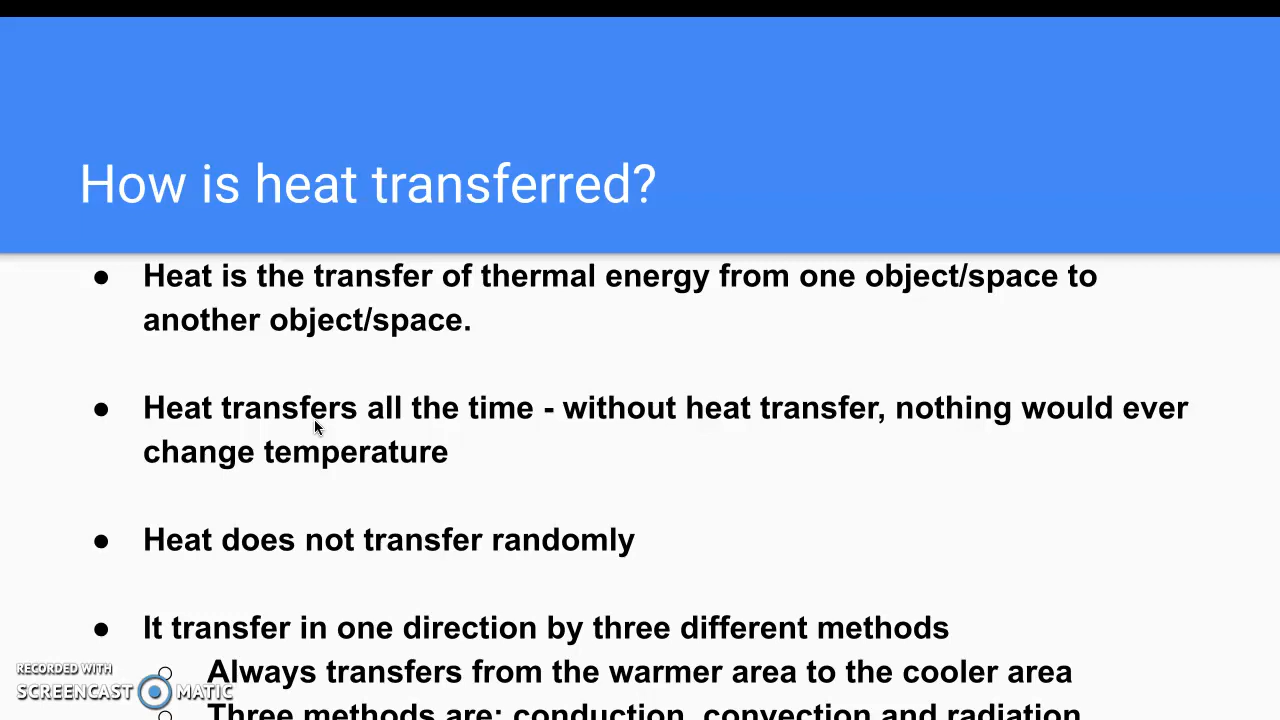 How is heat transferred?
● Heat is the transfer of thermal energy from one object/space to
another object/space.
● Heat transfers all the time - without heat transfer, nothing would ever
change temperature
● Heat does not transfer randomly
● It transfer in one direction by three different methods
○ Always transfers from the warmer area to the cooler area
○ Three methods are: conduction, convection and radiation
RECORDED WITH
SCREENCAST MATIC